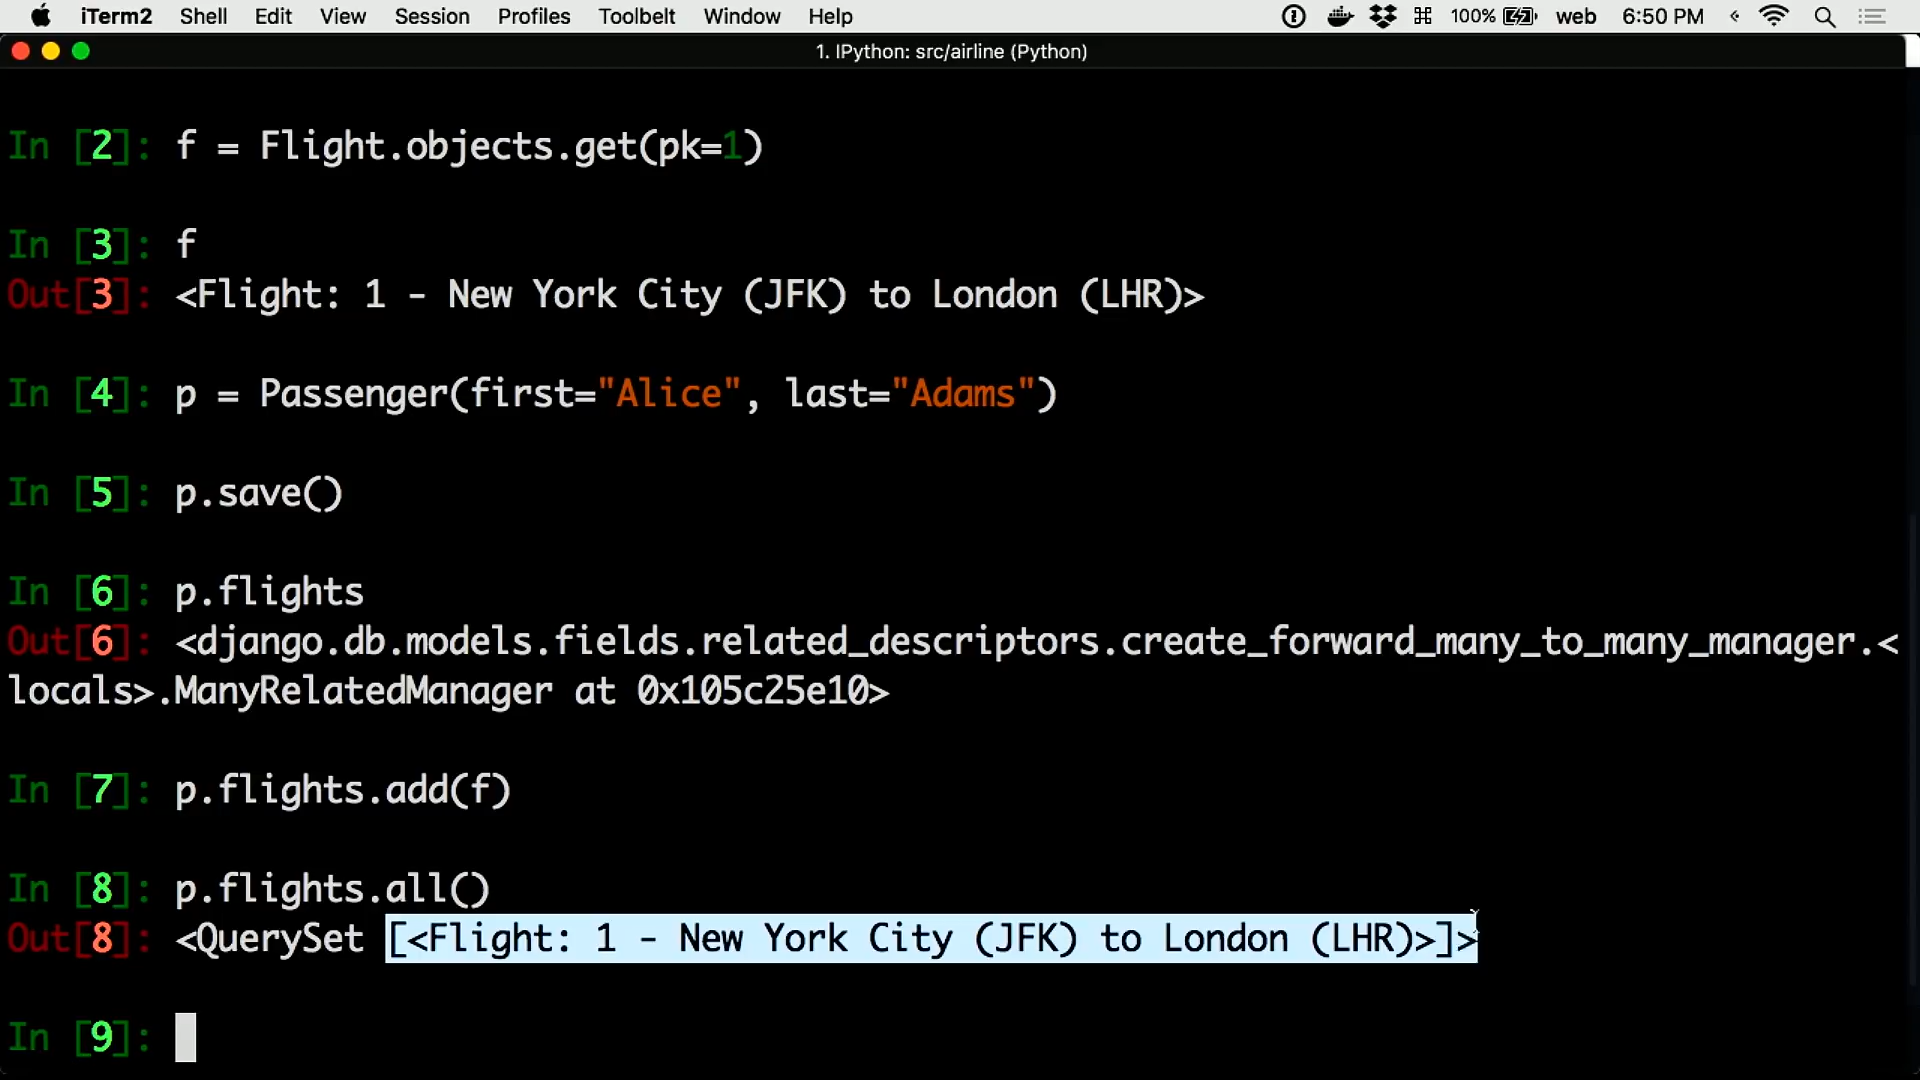 iTerm2 Shell Edit View Session Profiles Toolbelt Window Help 100% web 6:50 PM
1. IPython: src/airline (Python)
In [2]: f = Flight.objects.get(pk=1)
In [3]: f
Out[3]: <Flight: 1 - New York City (JFK) to London (LHR)>
In [4]: p = Passenger(first="Alice", last="Adams")
In [5]: p.save()
In [6]: p.flights
Out[6]: <django.db.models.fields.related_descriptors.create_forward_many_to_many_manager.<
locals>.ManyRelatedManager at 0x105c25e10>
In [7]: p.flights.add(f)
In [8]: p.flights.all()
Out[8]: <QuerySet [<Flight: 1 - New York City (JFK) to London (LHR)>]>
In [9]: